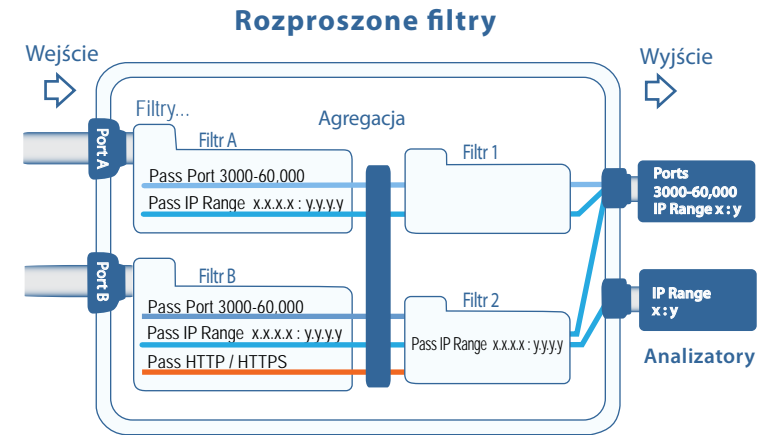 Rozproszone filtry
Wejście
Wyjście
Filtry...
Agregacja
Port A
Filtr A
Pass Port 3000-60,000
Pass IP Range x.x.x.x : y.y.y.y
Filtr 1
Ports
3000-60,000
IP Range x : y
Port B
Filtr B
Pass Port 3000-60,000
Pass IP Range x.x.x.x : y.y.y.y
Pass HTTP / HTTPS
Filtr 2
Pass IP Range x.x.x.x : y.y.y.y
IP Range
x : y
Analizatory